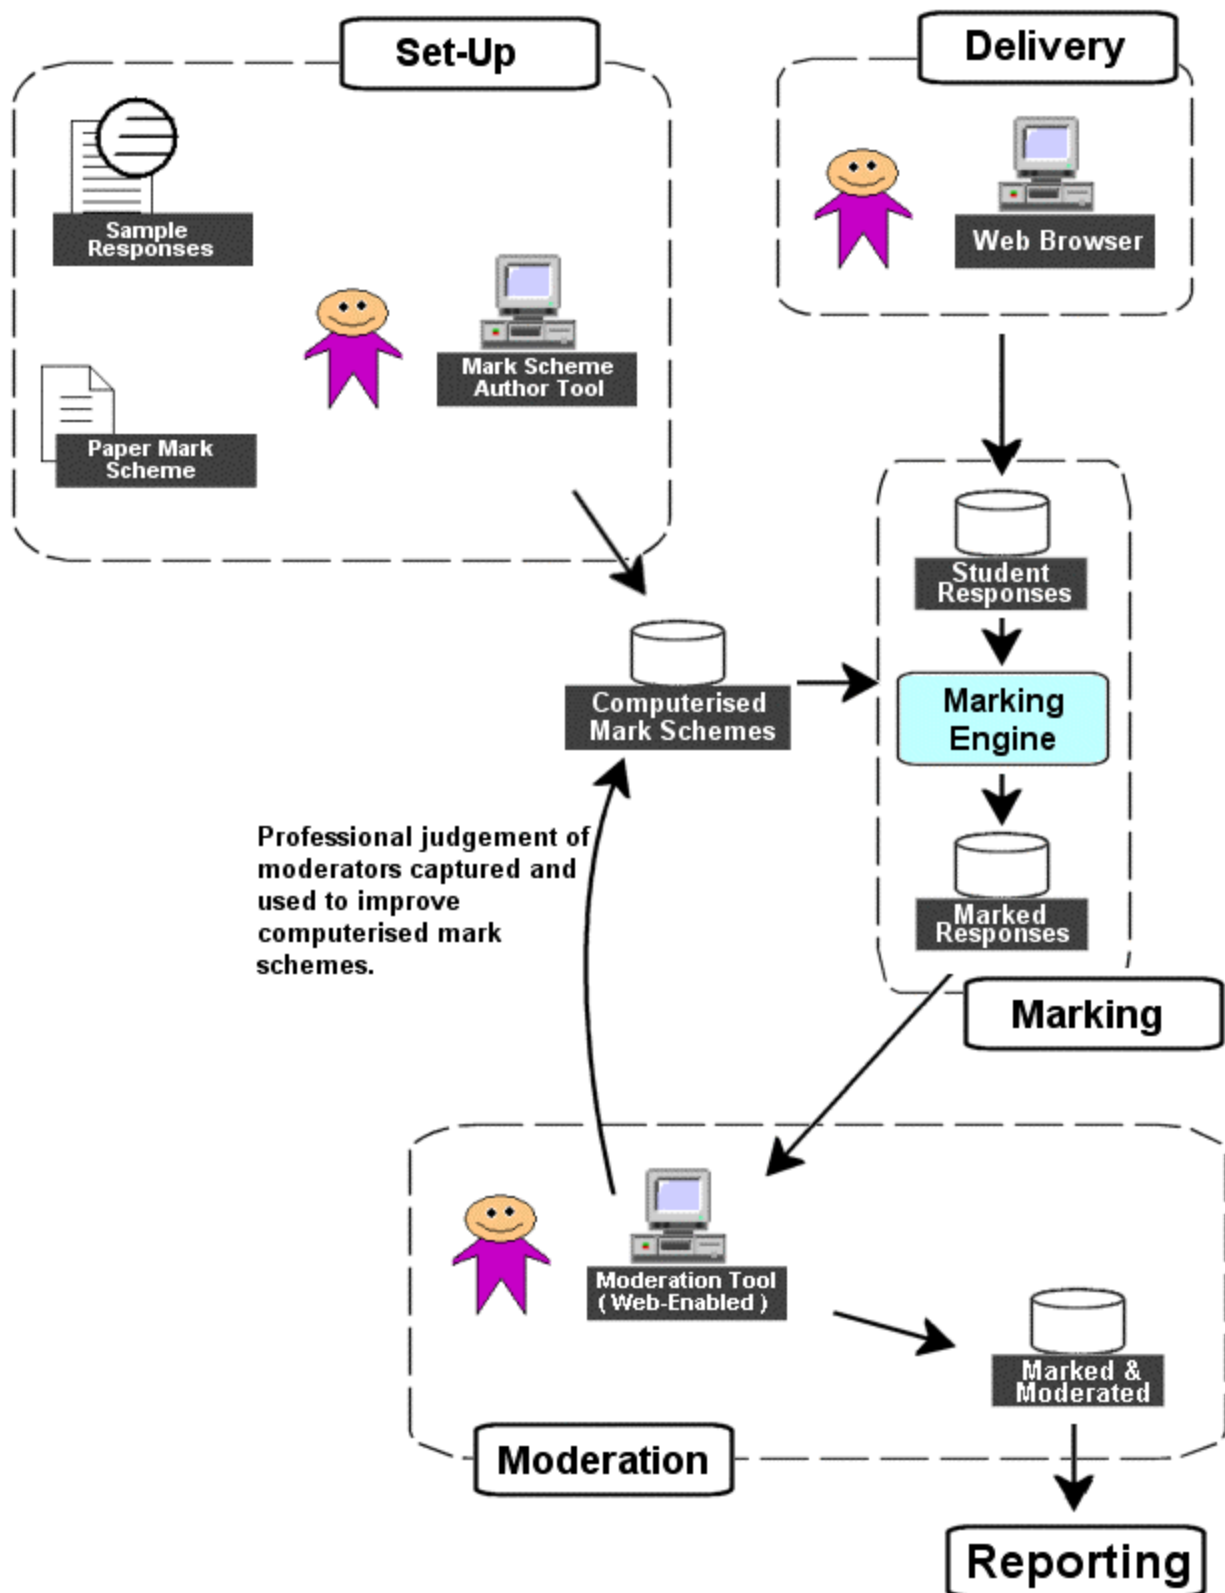 Set-Up
Delivery
Sample
Responses
Web Browser
Mark Scheme
Author Tool
Paper Mark
Scheme
Student
Responses
Computerised
Mark Schemes
Marking
Engine
Professional judgement of
moderators captured and
used to improve
computerised mark
schemes.
Marked
Responses
Marking
Moderation Tool
( Web-Enabled )
Marked &
Moderated
Moderation
Reporting